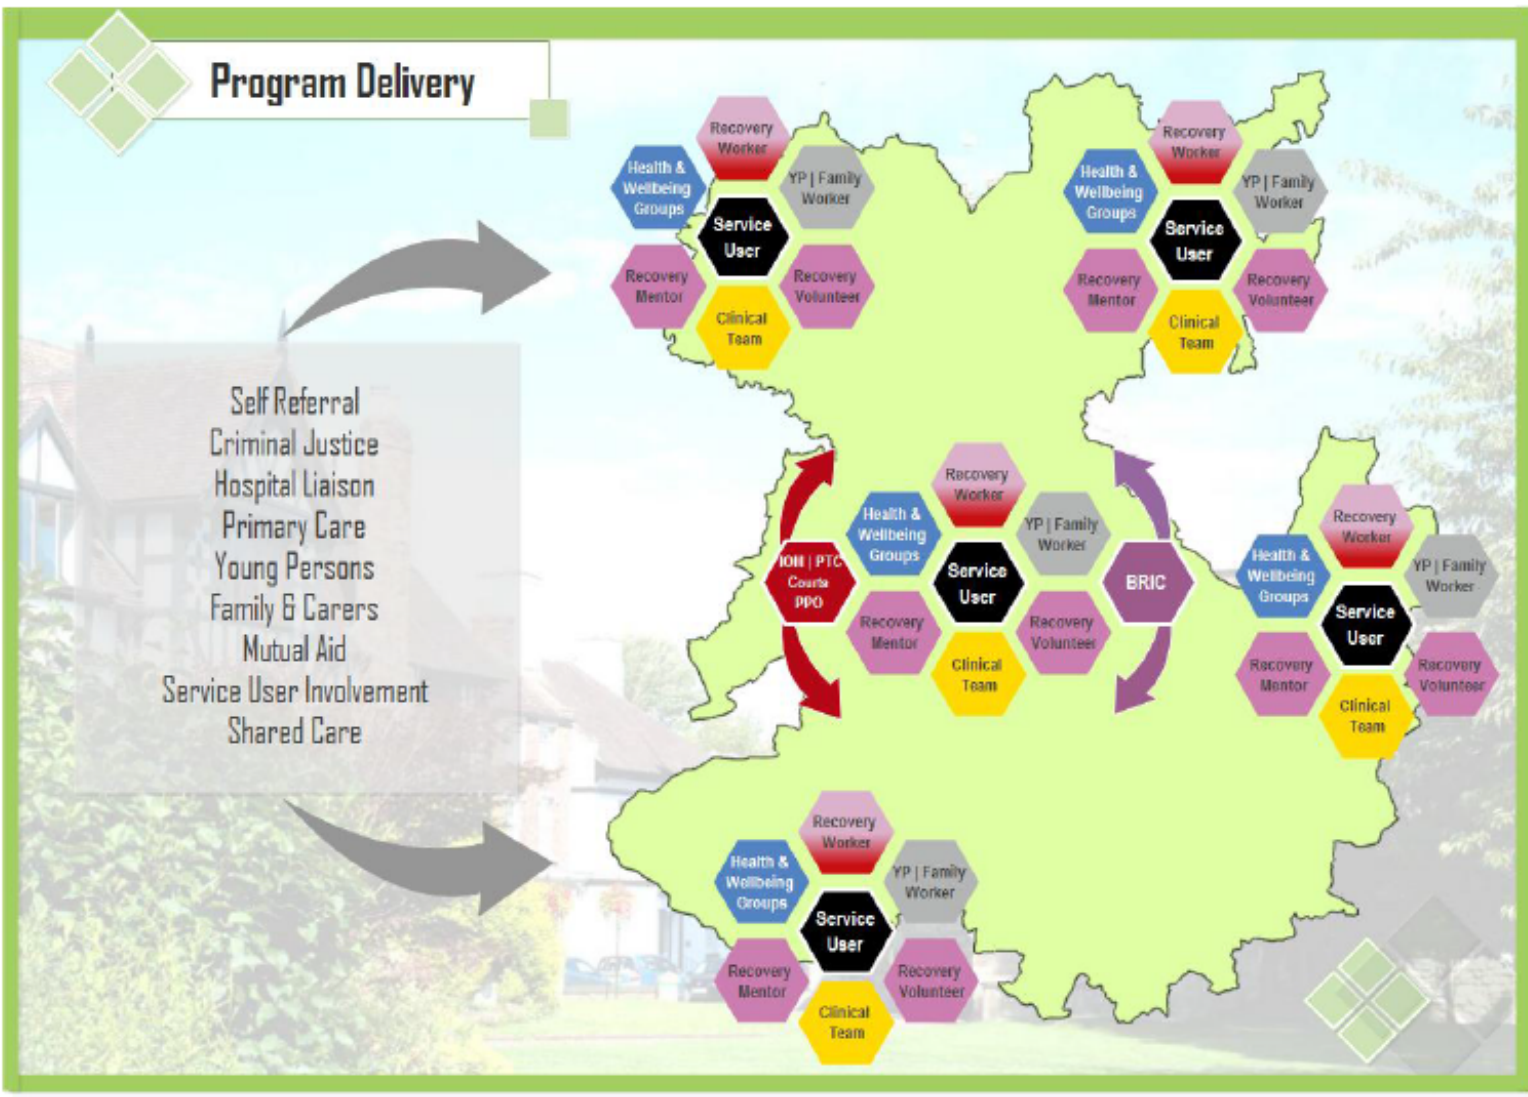 Program Delivery
Self Referral
Criminal Justice
Hospital Liaison
Primary Care
Young Persons
Family & Carers
Mutual Aid
Service User Involvement
Shared Care
Recovery
Worker
Health &
Wellbeing
Groups
YP | Family
Worker
Service
User
Recovery
Mentor
Recovery
Volunteer
Clinical
Team
Recovery
Worker
Health &
Wellbeing
Groups
YP | Family
Worker
Service
User
Recovery
Mentor
Recovery
Volunteer
Clinical
Team
IOM | PTC
Courts
PPO
Recovery
Worker
Health &
Wellbeing
Groups
YP | Family
Worker
Service
User
Recovery
Mentor
Recovery
Volunteer
Clinical
Team
BRIC
Recovery
Worker
Health &
Wellbeing
Groups
YP | Family
Worker
Service
User
Recovery
Mentor
Recovery
Volunteer
Clinical
Team
Recovery
Worker
Health &
Wellbeing
Groups
YP | Family
Worker
Service
User
Recovery
Mentor
Recovery
Volunteer
Clinical
Team